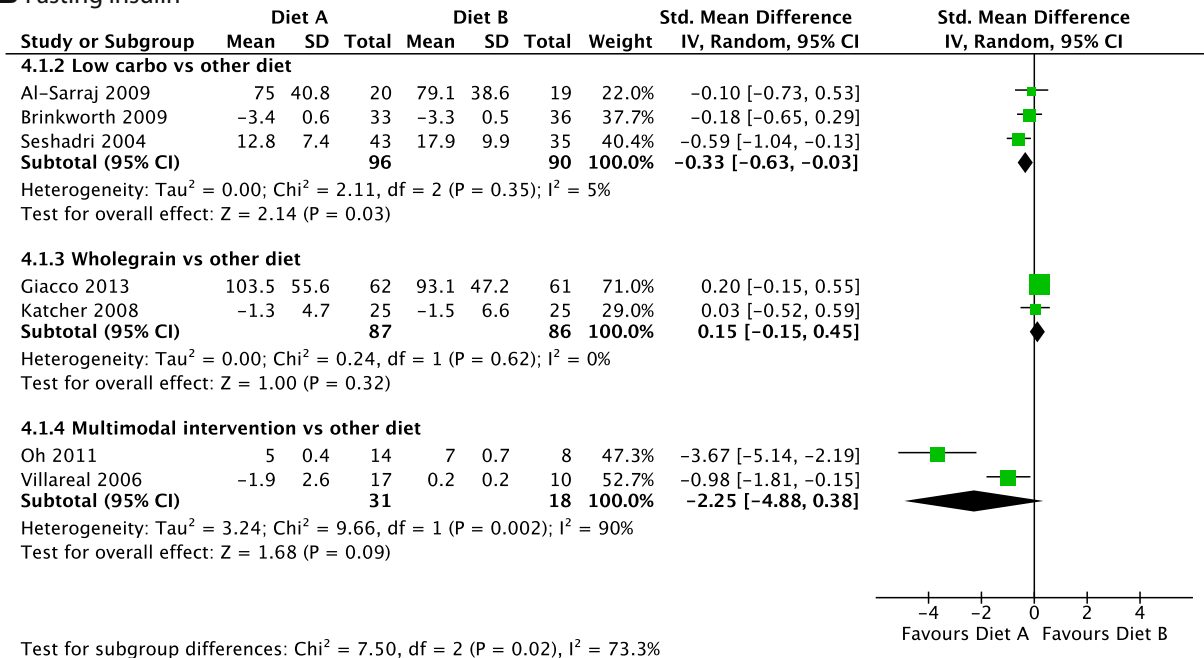 Fasting insulin
Diet A Diet B Std. Mean Difference Std. Mean Difference
Study or Subgroup Mean SD Total Mean SD Total Weight IV, Random, 95% CI IV, Random, 95% CI
4.1.2 Low carbo vs other diet
Al−Sarraj 2009 75 40.8 20 79.1 38.6 19 22.0% −0.10 [−0.73, 0.53]
Brinkworth 2009 −3.4 0.6 33 −3.3 0.5 36 37.7% −0.18 [−0.65, 0.29]
Seshadri 2004 12.8 7.4 43 17.9 9.9 35 40.4% −0.59 [−1.04, −0.13]
Subtotal (95% CI) 96 90 100.0% −0.33 [−0.63, −0.03]
Heterogeneity: Tau² = 0.00; Chi² = 2.11, df = 2 (P = 0.35); I² = 5%
Test for overall effect: Z = 2.14 (P = 0.03)
4.1.3 Wholegrain vs other diet
Giacco 2013 103.5 55.6 62 93.1 47.2 61 71.0% 0.20 [−0.15, 0.55]
Katcher 2008 −1.3 4.7 25 −1.5 6.6 25 29.0% 0.03 [−0.52, 0.59]
Subtotal (95% CI) 87 86 100.0% 0.15 [−0.15, 0.45]
Heterogeneity: Tau² = 0.00; Chi² = 0.24, df = 1 (P = 0.62); I² = 0%
Test for overall effect: Z = 1.00 (P = 0.32)
4.1.4 Multimodal intervention vs other diet
Oh 2011 5 0.4 14 7 0.7 8 47.3% −3.67 [−5.14, −2.19]
Villareal 2006 −1.9 2.6 17 0.2 0.2 10 52.7% −0.98 [−1.81, −0.15]
Subtotal (95% CI) 31 18 100.0% −2.25 [−4.88, 0.38]
Heterogeneity: Tau² = 3.24; Chi² = 9.66, df = 1 (P = 0.002); I² = 90%
Test for overall effect: Z = 1.68 (P = 0.09)
−4 −2 0 2 4
Favours Diet A Favours Diet B
Test for subgroup differences: Chi² = 7.50, df = 2 (P = 0.02), I² = 73.3%